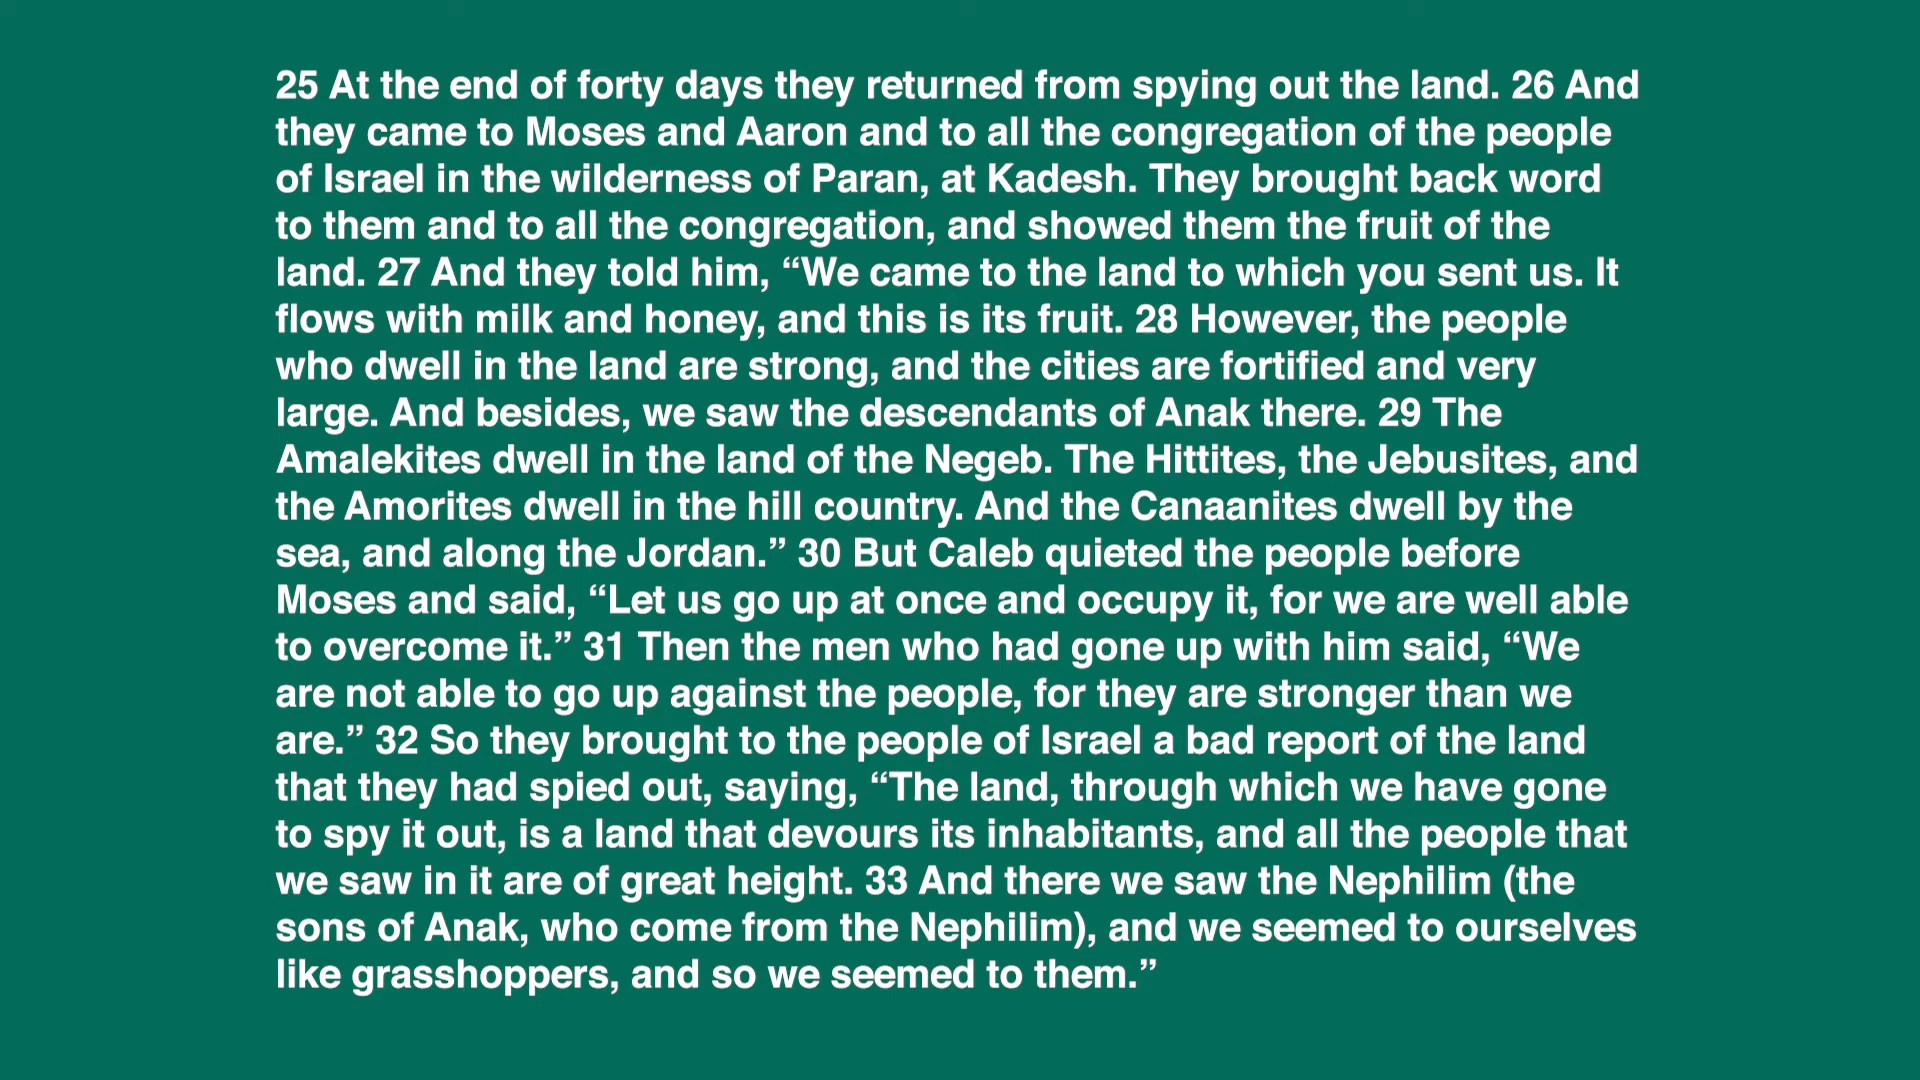 25 At the end of forty days they returned from spying out the land. 26 And
they came to Moses and Aaron and to all the congregation of the people
of Israel in the wilderness of Paran, at Kadesh. They brought back word
to them and to all the congregation, and showed them the fruit of the
land. 27 And they told him, “We came to the land to which you sent us. It
flows with milk and honey, and this is its fruit. 28 However, the people
who dwell in the land are strong, and the cities are fortified and very
large. And besides, we saw the descendants of Anak there. 29 The
Amalekites dwell in the land of the Negeb. The Hittites, the Jebusites, and
the Amorites dwell in the hill country. And the Canaanites dwell by the
sea, and along the Jordan.” 30 But Caleb quieted the people before
Moses and said, “Let us go up at once and occupy it, for we are well able
to overcome it.” 31 Then the men who had gone up with him said, “We
are not able to go up against the people, for they are stronger than we
are.” 32 So they brought to the people of Israel a bad report of the land
that they had spied out, saying, “The land, through which we have gone
to spy it out, is a land that devours its inhabitants, and all the people that
we saw in it are of great height. 33 And there we saw the Nephilim (the
sons of Anak, who come from the Nephilim), and we seemed to ourselves
like grasshoppers, and so we seemed to them.”